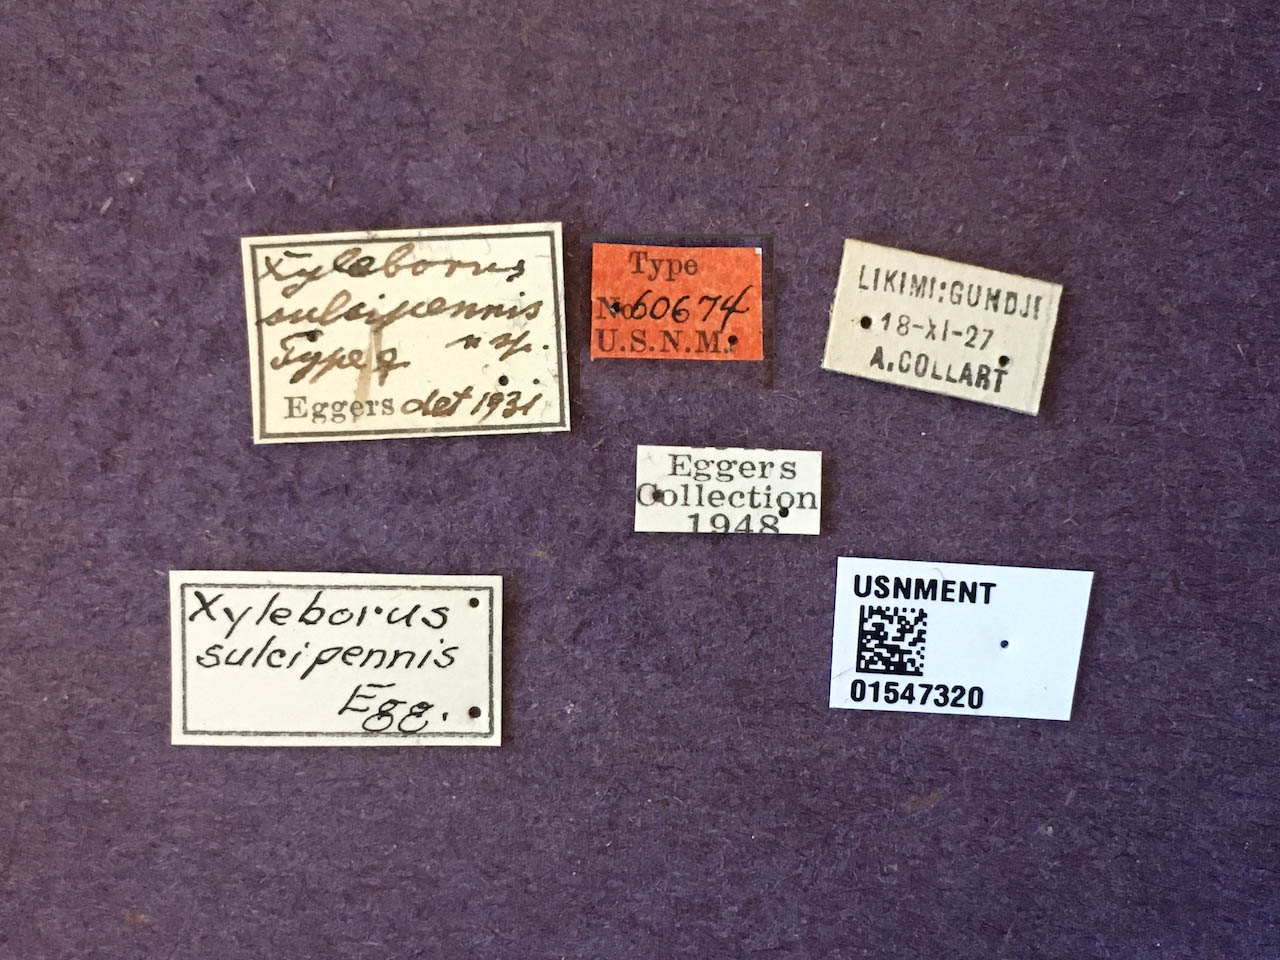 Xyleborus
sulcipennis
n sp.
Type ♀
Eggers det 1931
Type
No 60674
U.S.N.M.
LIKIMI:GUNDJI
18-XI-27
A.COLLART
Eggers
Collection
1948
Xyleborus
sulcipennis
Egg.
USNMENT
01547320